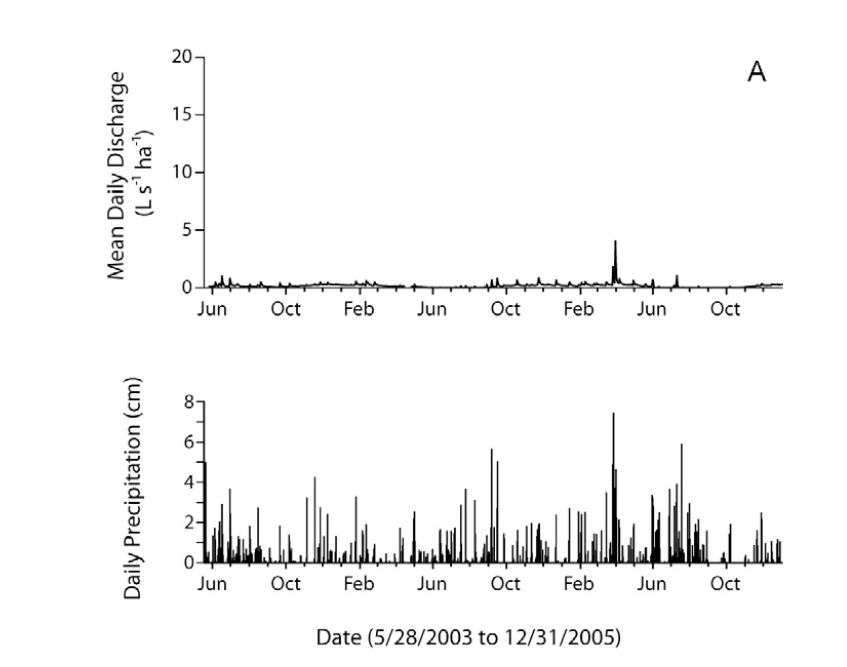 A
Mean Daily Discharge
(L s⁻¹ ha⁻¹)
20
15
10
5
0
Jun Oct Feb Jun Oct Feb Jun Oct
Daily Precipitation (cm)
8
6
4
2
0
Jun Oct Feb Jun Oct Feb Jun Oct
Date (5/28/2003 to 12/31/2005)